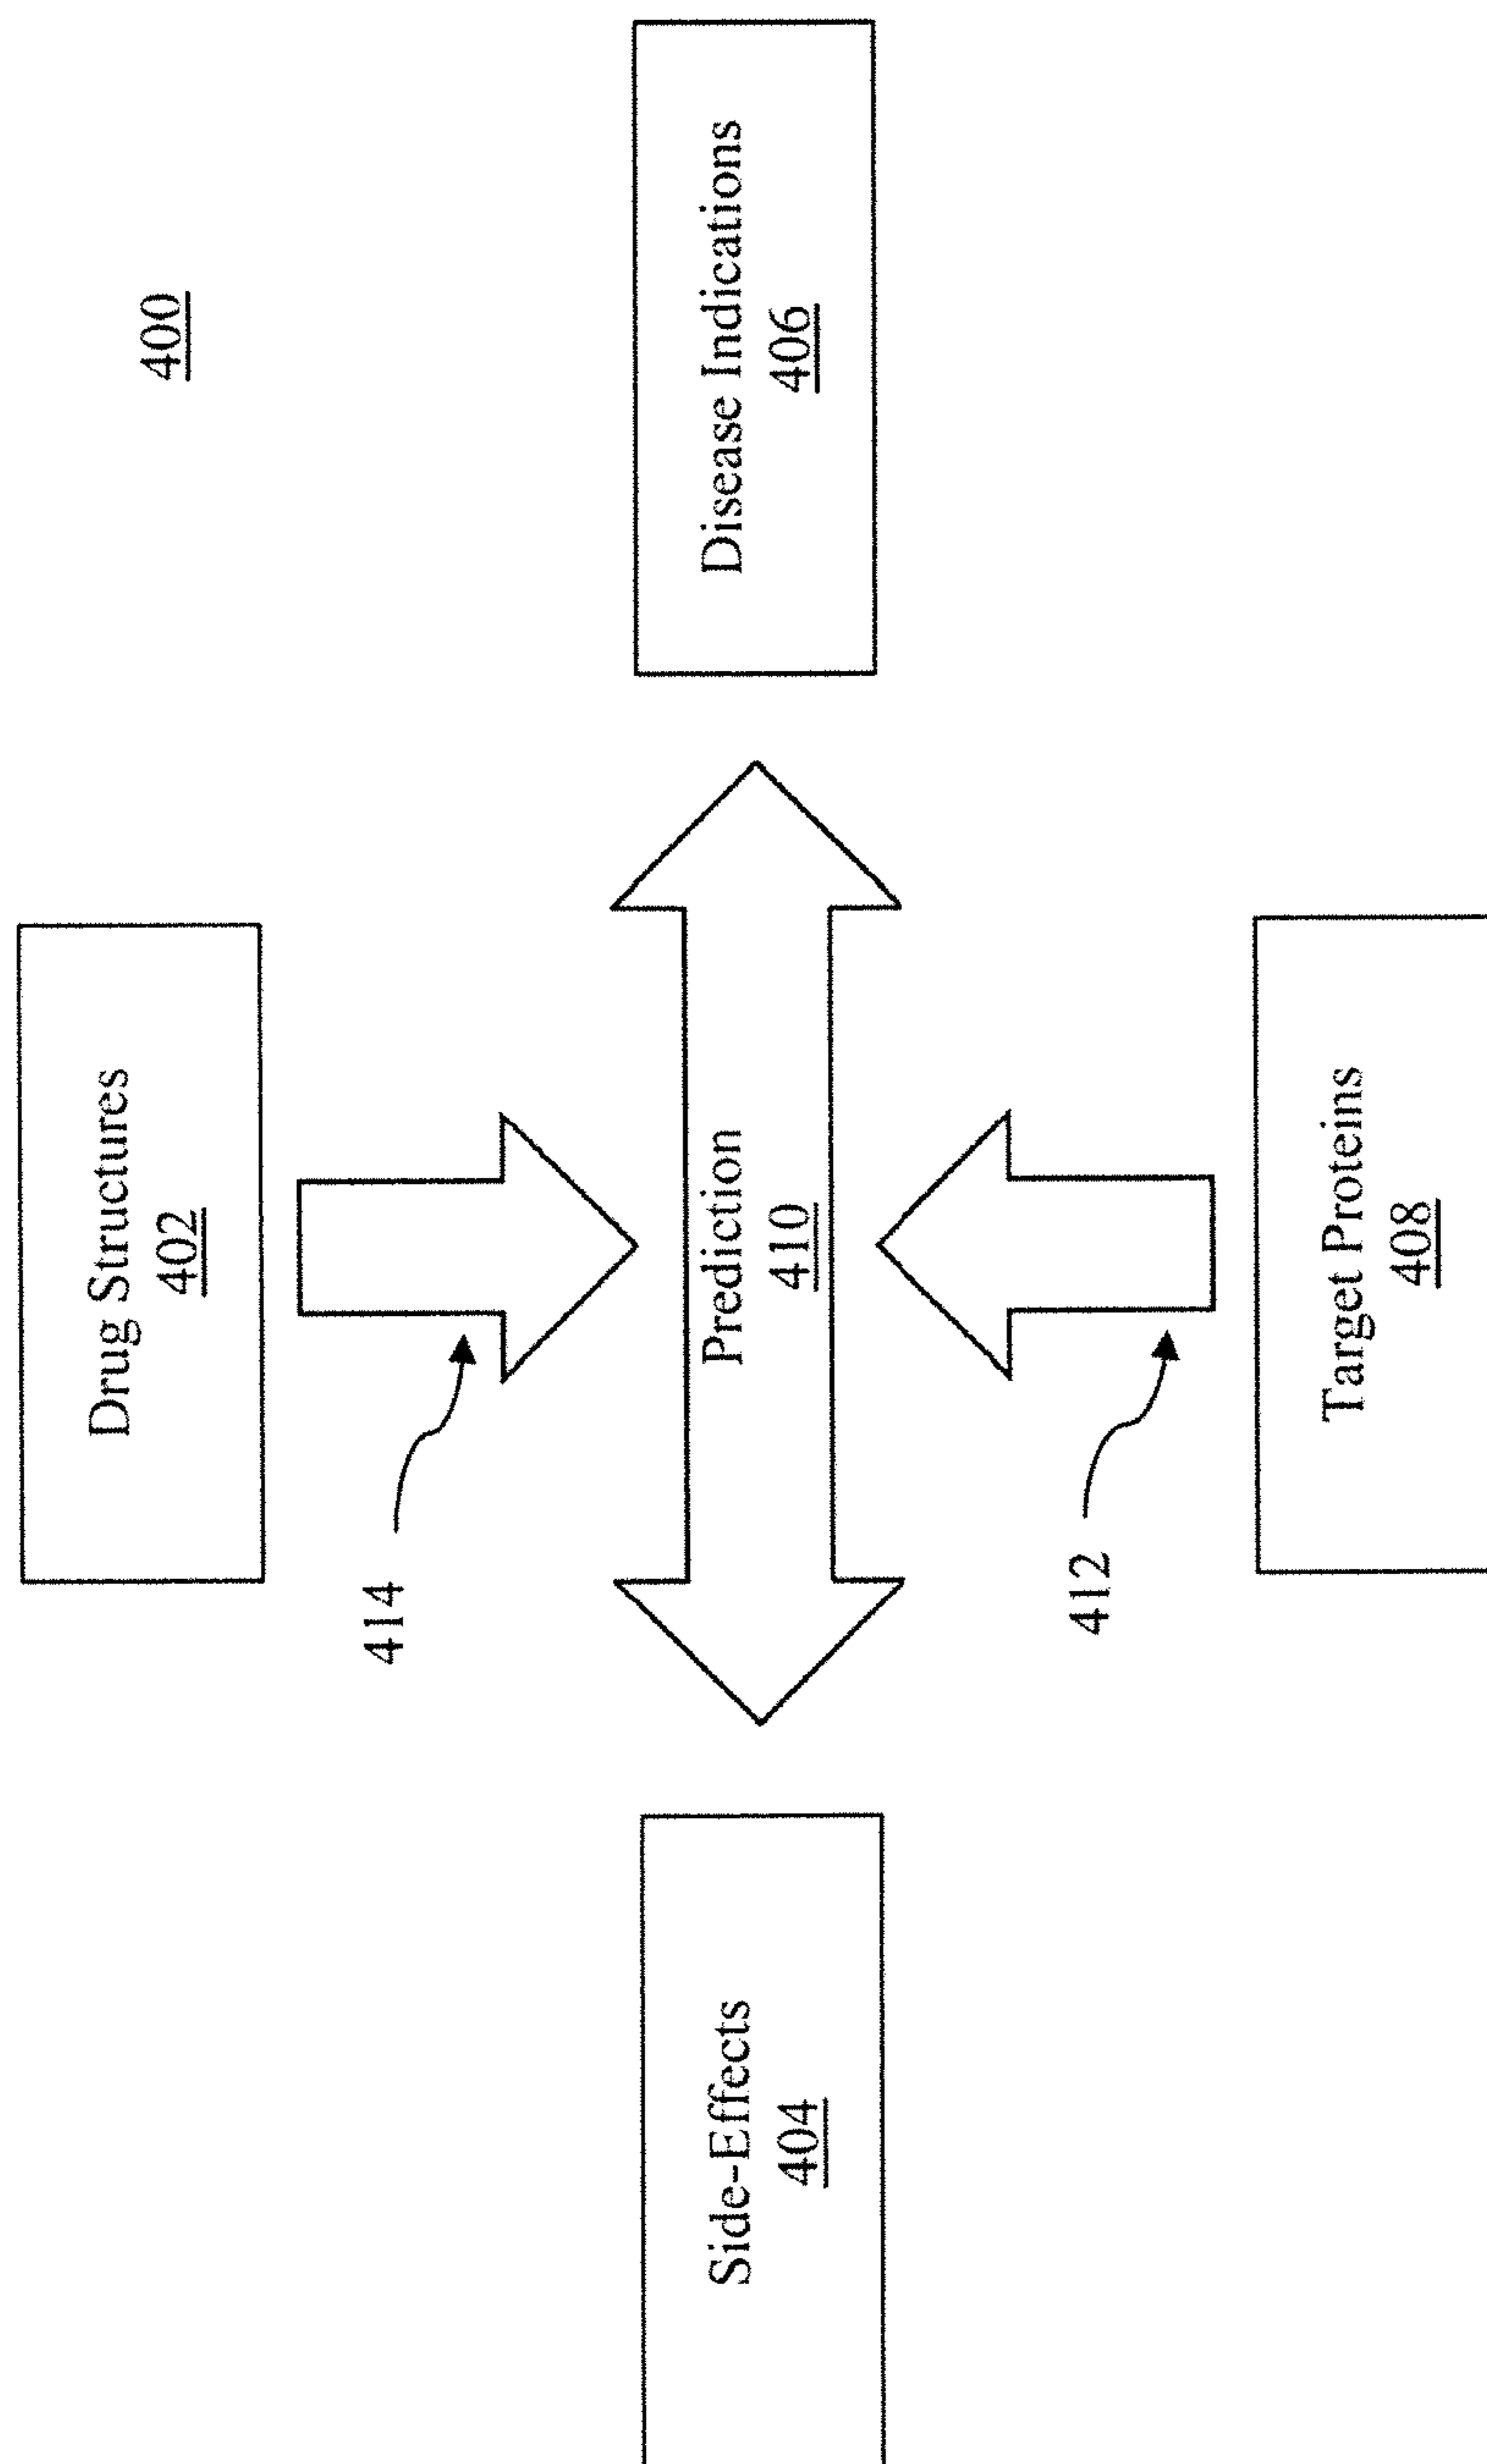 400
Drug Structures
402
414
Side-Effects
404
Prediction
410
Disease Indications
406
412
Target Proteins
408